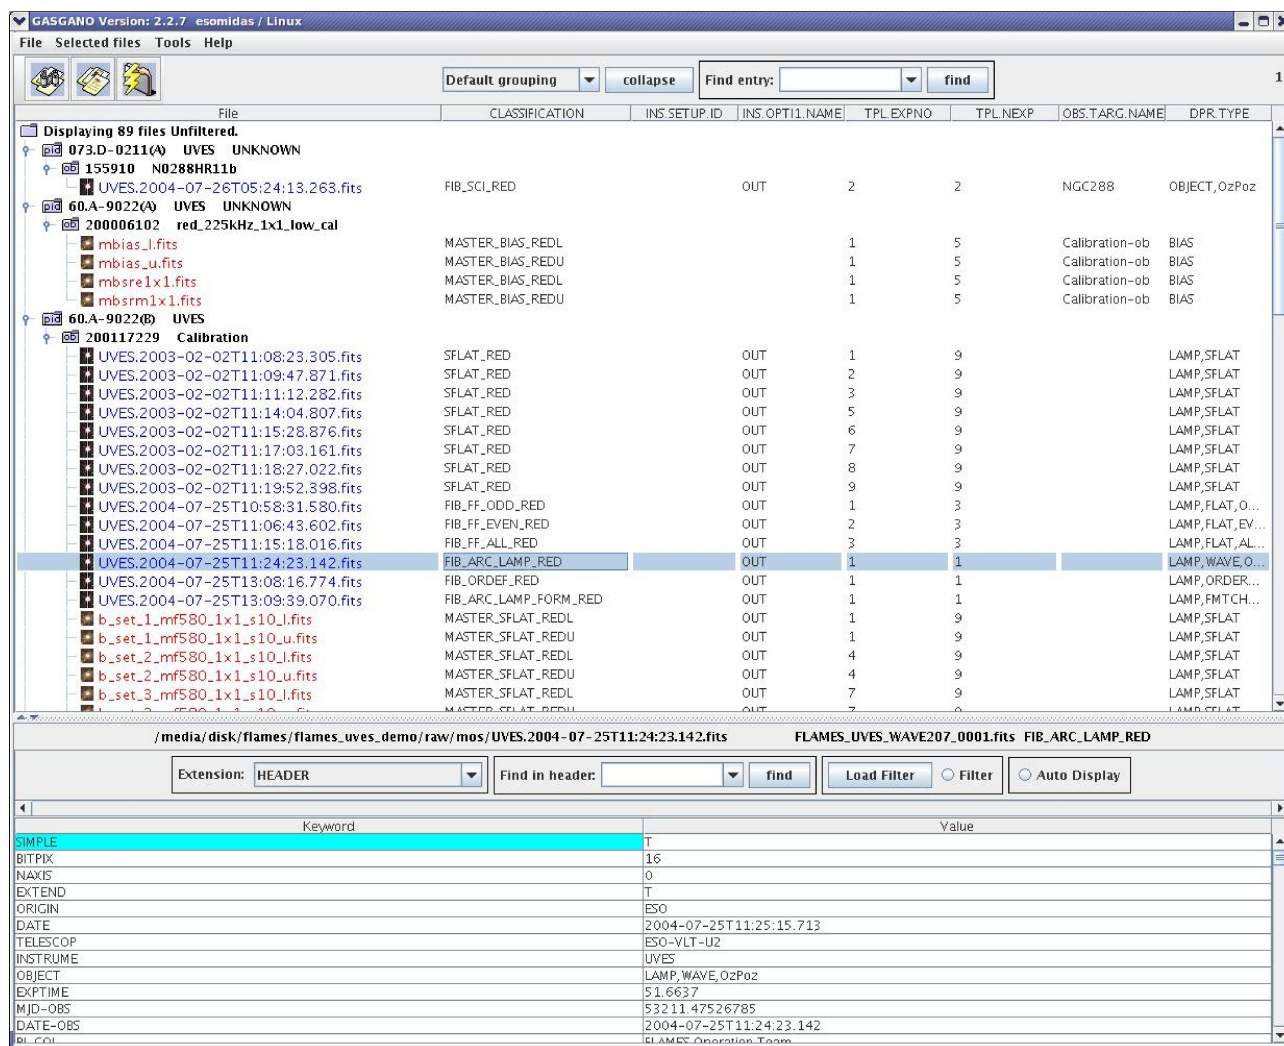 GASGANO Version: 2.2.7 esomidas / Linux
File Selected files Tools Help
Default grouping collapse Find entry: find 1
File CLASSIFICATION INS.SETUP.ID INS.OPTI1.NAME TPL.EXPNO TPL.NEXP OBS.TARG.NAME DPR.TYPE
Displaying 89 files Unfiltered.
pid 073.D-0211(A) UVES UNKNOWN
ob 155910 N0288HR11b
UVES.2004-07-26T05:24:13.263.fits FIB_SCI_RED OUT 2 2 NGC288 OBJECT,OzPoz
pid 60.A-9022(A) UVES UNKNOWN
ob 200006102 red_225kHz_1x1_low_cal
mbias_l.fits MASTER_BIAS_REDL 1 5 Calibration-ob BIAS
mbias_u.fits MASTER_BIAS_REDU 1 5 Calibration-ob BIAS
mbsre1x1.fits MASTER_BIAS_REDL 1 5 Calibration-ob BIAS
mbsrm1x1.fits MASTER_BIAS_REDU 1 5 Calibration-ob BIAS
pid 60.A-9022(B) UVES
ob 200117229 Calibration
UVES.2003-02-02T11:08:23.305.fits SFLAT_RED OUT 1 9 LAMP,SFLAT
UVES.2003-02-02T11:09:47.871.fits SFLAT_RED OUT 2 9 LAMP,SFLAT
UVES.2003-02-02T11:11:12.282.fits SFLAT_RED OUT 3 9 LAMP,SFLAT
UVES.2003-02-02T11:14:04.807.fits SFLAT_RED OUT 5 9 LAMP,SFLAT
UVES.2003-02-02T11:15:28.876.fits SFLAT_RED OUT 6 9 LAMP,SFLAT
UVES.2003-02-02T11:17:03.161.fits SFLAT_RED OUT 7 9 LAMP,SFLAT
UVES.2003-02-02T11:18:27.022.fits SFLAT_RED OUT 8 9 LAMP,SFLAT
UVES.2003-02-02T11:19:52.398.fits SFLAT_RED OUT 9 9 LAMP,SFLAT
UVES.2004-07-25T10:58:31.580.fits FIB_FF_ODD_RED OUT 1 3 LAMP,FLAT,O...
UVES.2004-07-25T11:06:43.602.fits FIB_FF_EVEN_RED OUT 2 3 LAMP,FLAT,EV...
UVES.2004-07-25T11:15:18.016.fits FIB_FF_ALL_RED OUT 3 3 LAMP,FLAT,AL...
UVES.2004-07-25T11:24:23.142.fits FIB_ARC_LAMP_RED OUT 1 1 LAMP,WAVE,O...
UVES.2004-07-25T13:08:16.774.fits FIB_ORDEF_RED OUT 1 1 LAMP,ORDER...
UVES.2004-07-25T13:09:39.070.fits FIB_ARC_LAMP_FORM_RED OUT 1 1 LAMP,FMTCH...
b_set_1_mf580_1x1_s10_l.fits MASTER_SFLAT_REDL OUT 1 9 LAMP,SFLAT
b_set_1_mf580_1x1_s10_u.fits MASTER_SFLAT_REDU OUT 1 9 LAMP,SFLAT
b_set_2_mf580_1x1_s10_l.fits MASTER_SFLAT_REDL OUT 4 9 LAMP,SFLAT
b_set_2_mf580_1x1_s10_u.fits MASTER_SFLAT_REDU OUT 4 9 LAMP,SFLAT
b_set_3_mf580_1x1_s10_l.fits MASTER_SFLAT_REDL OUT 7 9 LAMP,SFLAT
/media/disk/flames/flames_uves_demo/raw/mos/UVES.2004-07-25T11:24:23.142.fits FLAMES_UVES_WAVE207_0001.fits FIB_ARC_LAMP_RED
Extension: HEADER Find in header: find Load Filter Filter Auto Display
Keyword Value
SIMPLE T
BITPIX 16
NAXIS 0
EXTEND T
ORIGIN ESO
DATE 2004-07-25T11:25:15.713
TELESCOP ESO-VLT-U2
INSTRUME UVES
OBJECT LAMP,WAVE,OzPoz
EXPTIME 51.6637
MJD-OBS 53211.47526785
DATE-OBS 2004-07-25T11:24:23.142
PI-COI FLAMES Operation Team